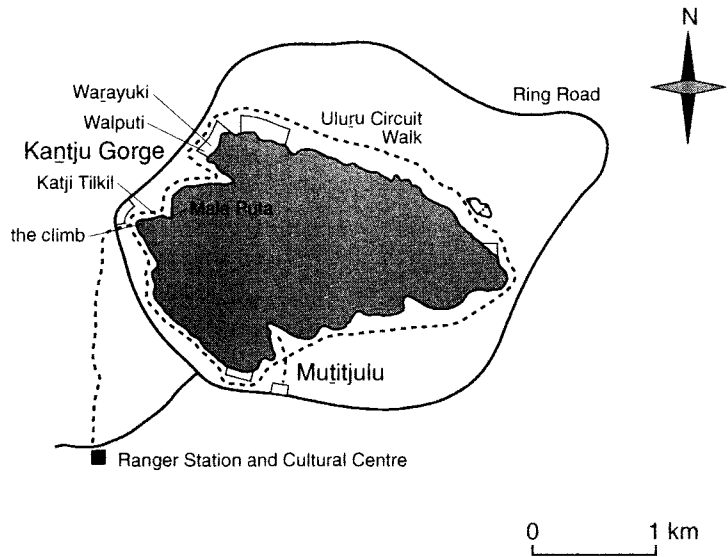 N
Ring Road
Waṟayuki
Walputi
Uluṟu Circuit
Walk
Kaṉtju Gorge
Katji Tilkil
Mala Puta
the climb
Muṯitjulu
Ranger Station and Cultural Centre
0 1 km